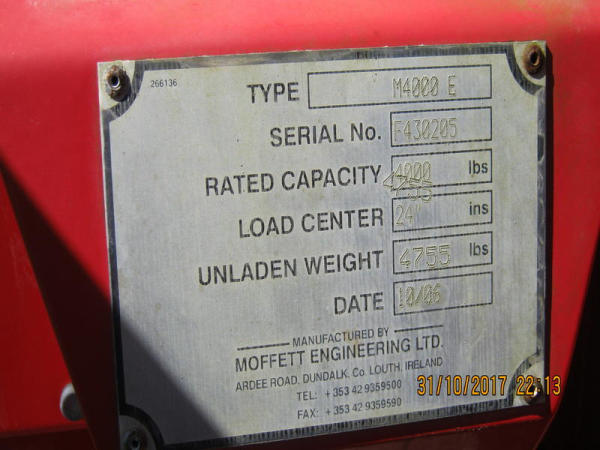 266136
TYPE M4000 E
SERIAL No. F430205
RATED CAPACITY 4000 lbs
4755
LOAD CENTER 24" ins
UNLADEN WEIGHT 4755 lbs
DATE 10/06
MANUFACTURED BY
MOFFETT ENGINEERING LTD.
ARDEE ROAD, DUNDALK. Co. LOUTH, IRELAND
TEL: + 353 42 9359500
FAX: + 353 42 9359590
31/10/2017 22:13